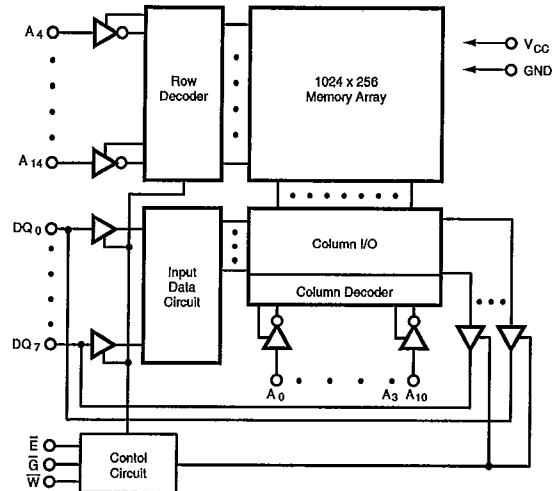 A4
Row
Decoder
1024 x 256
Memory Array
VCC
GND
A14
DQ0
Input
Data
Circuit
Column I/O
Column Decoder
DQ7
A0
A3 A10
E̅
G̅
W̅
Contol
Circuit